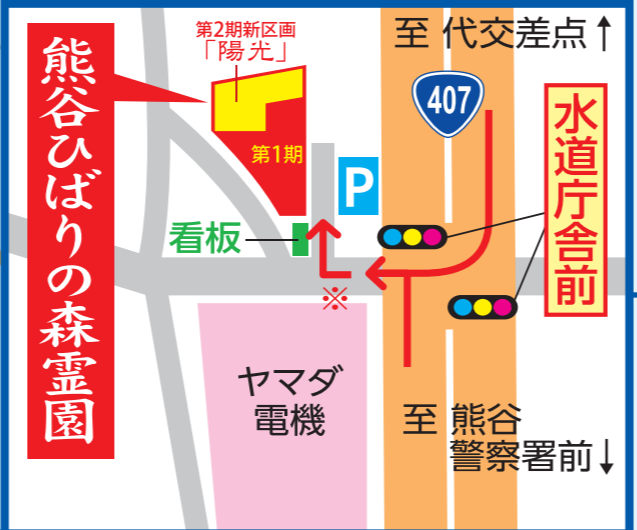 第2期新区画
「陽光」
至 代交差点↑
407
熊谷ひばりの森霊園
水道庁舎前
第1期
P
看板
※
ヤマダ
電機
至 熊谷
警察署前↓